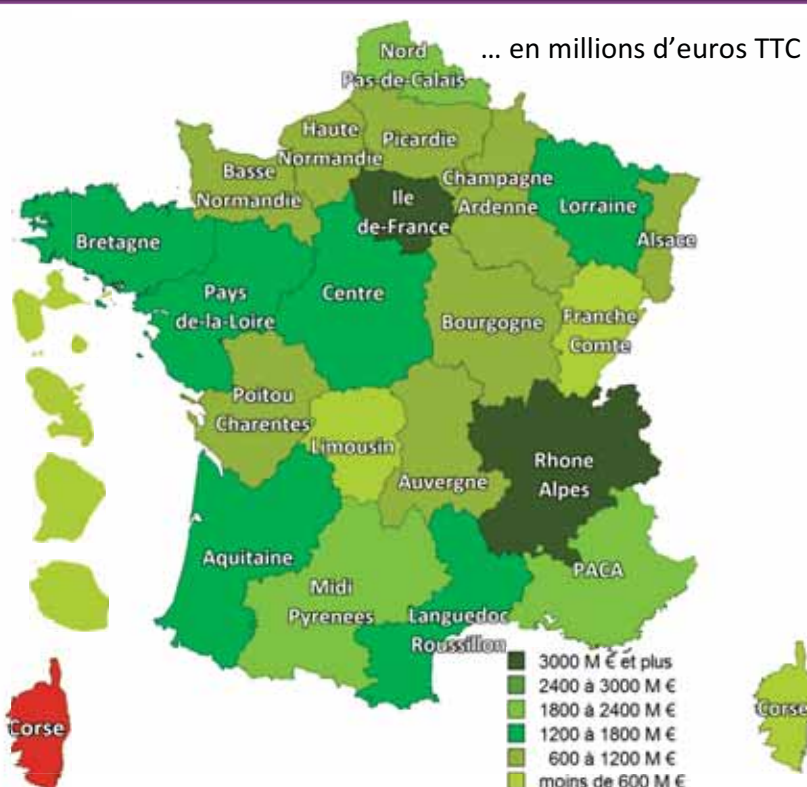 … en millions d’euros TTC
Nord
Pas-de-Calais
Haute
Normandie
Picardie
Basse
Normandie
Champagne
Ardenne
Ile
de-France
Lorraine
Alsace
Bretagne
Pays
de-la-Loire
Centre
Bourgogne
Franche
Comte
Poitou
Charentes
Limousin
Auvergne
Rhone
Alpes
Aquitaine
Midi
Pyrenees
Languedoc
Roussillon
PACA
Corse
Corse
3000 M € et plus
2400 à 3000 M €
1800 à 2400 M €
1200 à 1800 M €
600 à 1200 M €
moins de 600 M €